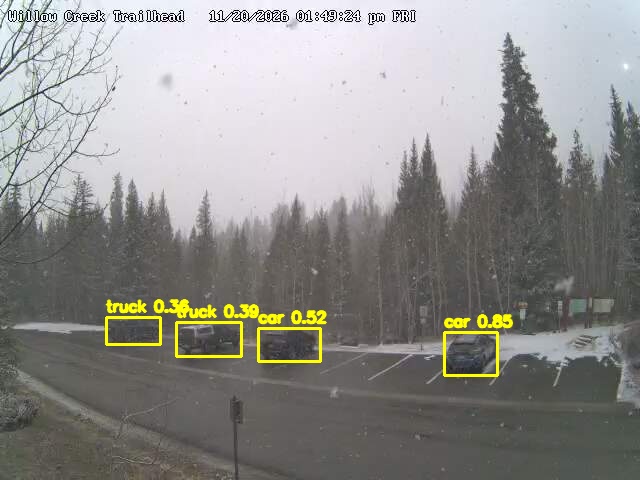 Willow Creek Trailhead 11/20/2026 01:49:24 pm FRI
truck 0.36
truck 0.39
car 0.52
car 0.85